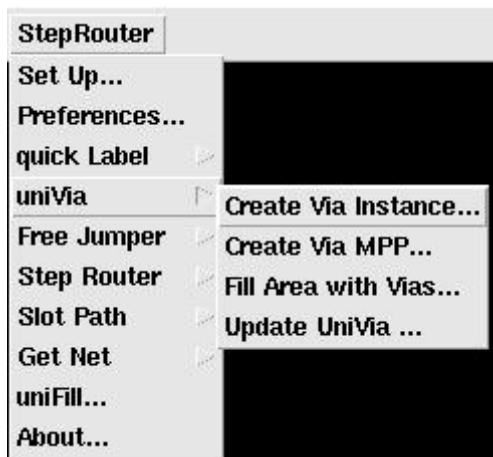 StepRouter
Set Up...
Preferences...
quick Label
uniVia
Create Via Instance...
Free Jumper
Create Via MPP...
Step Router
Fill Area with Vias...
Slot Path
Update UniVia ...
Get Net
uniFill...
About...